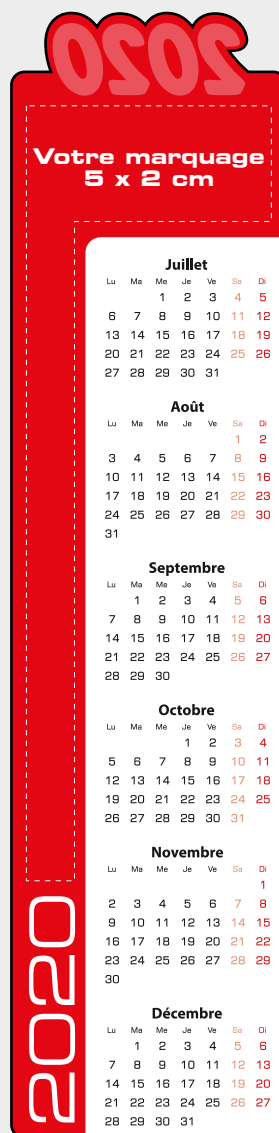 2020
Votre marquage
5 x 2 cm
Juillet
Lu Ma Me Je Ve Sa Di
1 2 3 4 5
6 7 8 9 10 11 12
13 14 15 16 17 18 19
20 21 22 23 24 25 26
27 28 29 30 31
Août
Lu Ma Me Je Ve Sa Di
1 2
3 4 5 6 7 8 9
10 11 12 13 14 15 16
17 18 19 20 21 22 23
24 25 26 27 28 29 30
31
Septembre
Lu Ma Me Je Ve Sa Di
1 2 3 4 5 6
7 8 9 10 11 12 13
14 15 16 17 18 19 20
21 22 23 24 25 26 27
28 29 30
Octobre
Lu Ma Me Je Ve Sa Di
1 2 3 4
5 6 7 8 9 10 11
12 13 14 15 16 17 18
19 20 21 22 23 24 25
26 27 28 29 30 31
Novembre
Lu Ma Me Je Ve Sa Di
1
2 3 4 5 6 7 8
9 10 11 12 13 14 15
16 17 18 19 20 21 22
23 24 25 26 27 28 29
30
Décembre
Lu Ma Me Je Ve Sa Di
1 2 3 4 5 6
7 8 9 10 11 12 13
14 15 16 17 18 19 20
21 22 23 24 25 26 27
28 29 30 31
2020